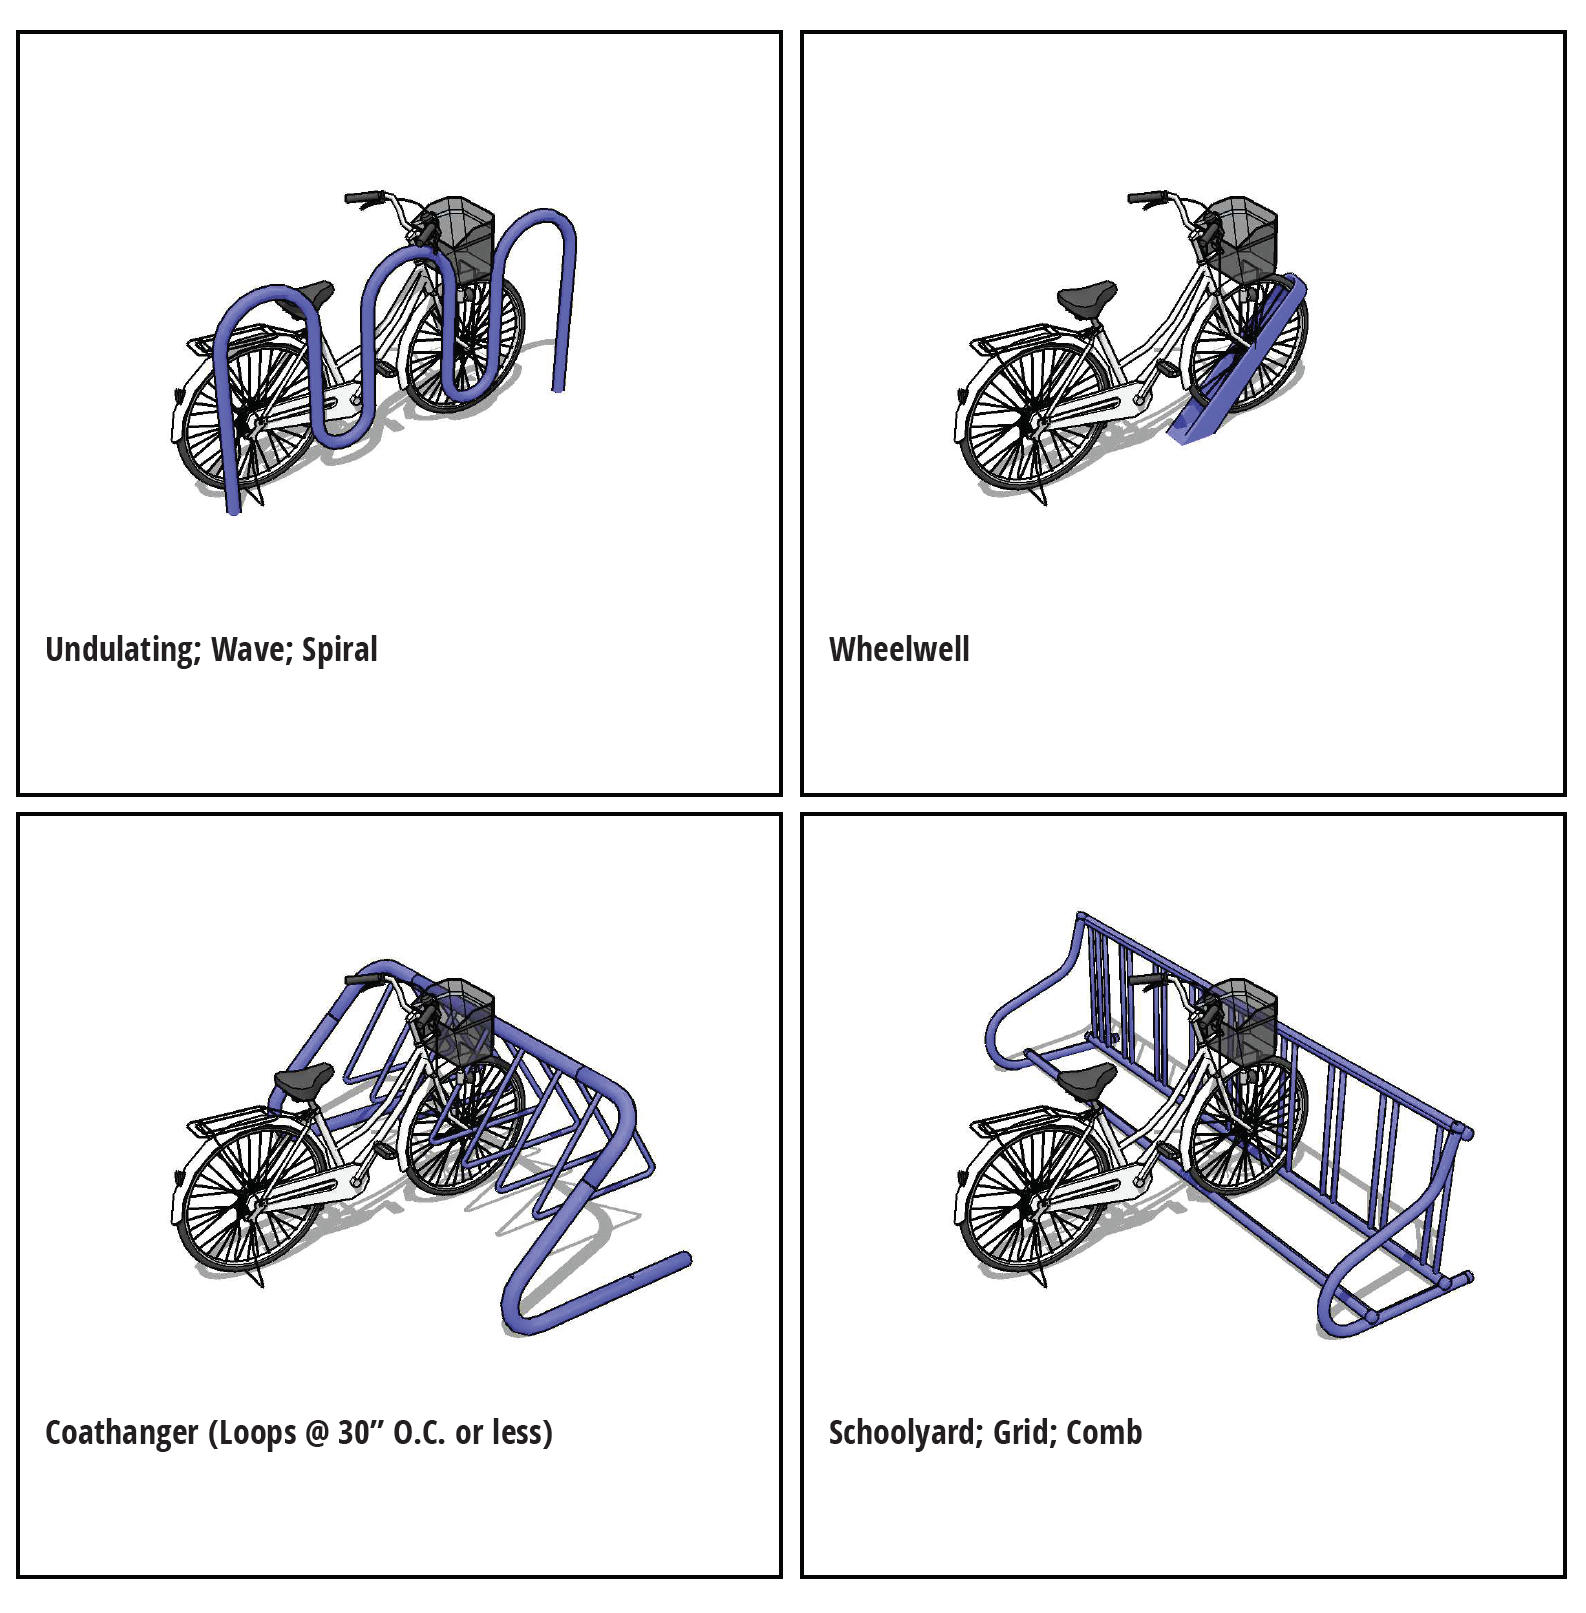 Undulating; Wave; Spiral
Wheelwell
Coathanger (Loops @ 30” O.C. or less)
Schoolyard; Grid; Comb